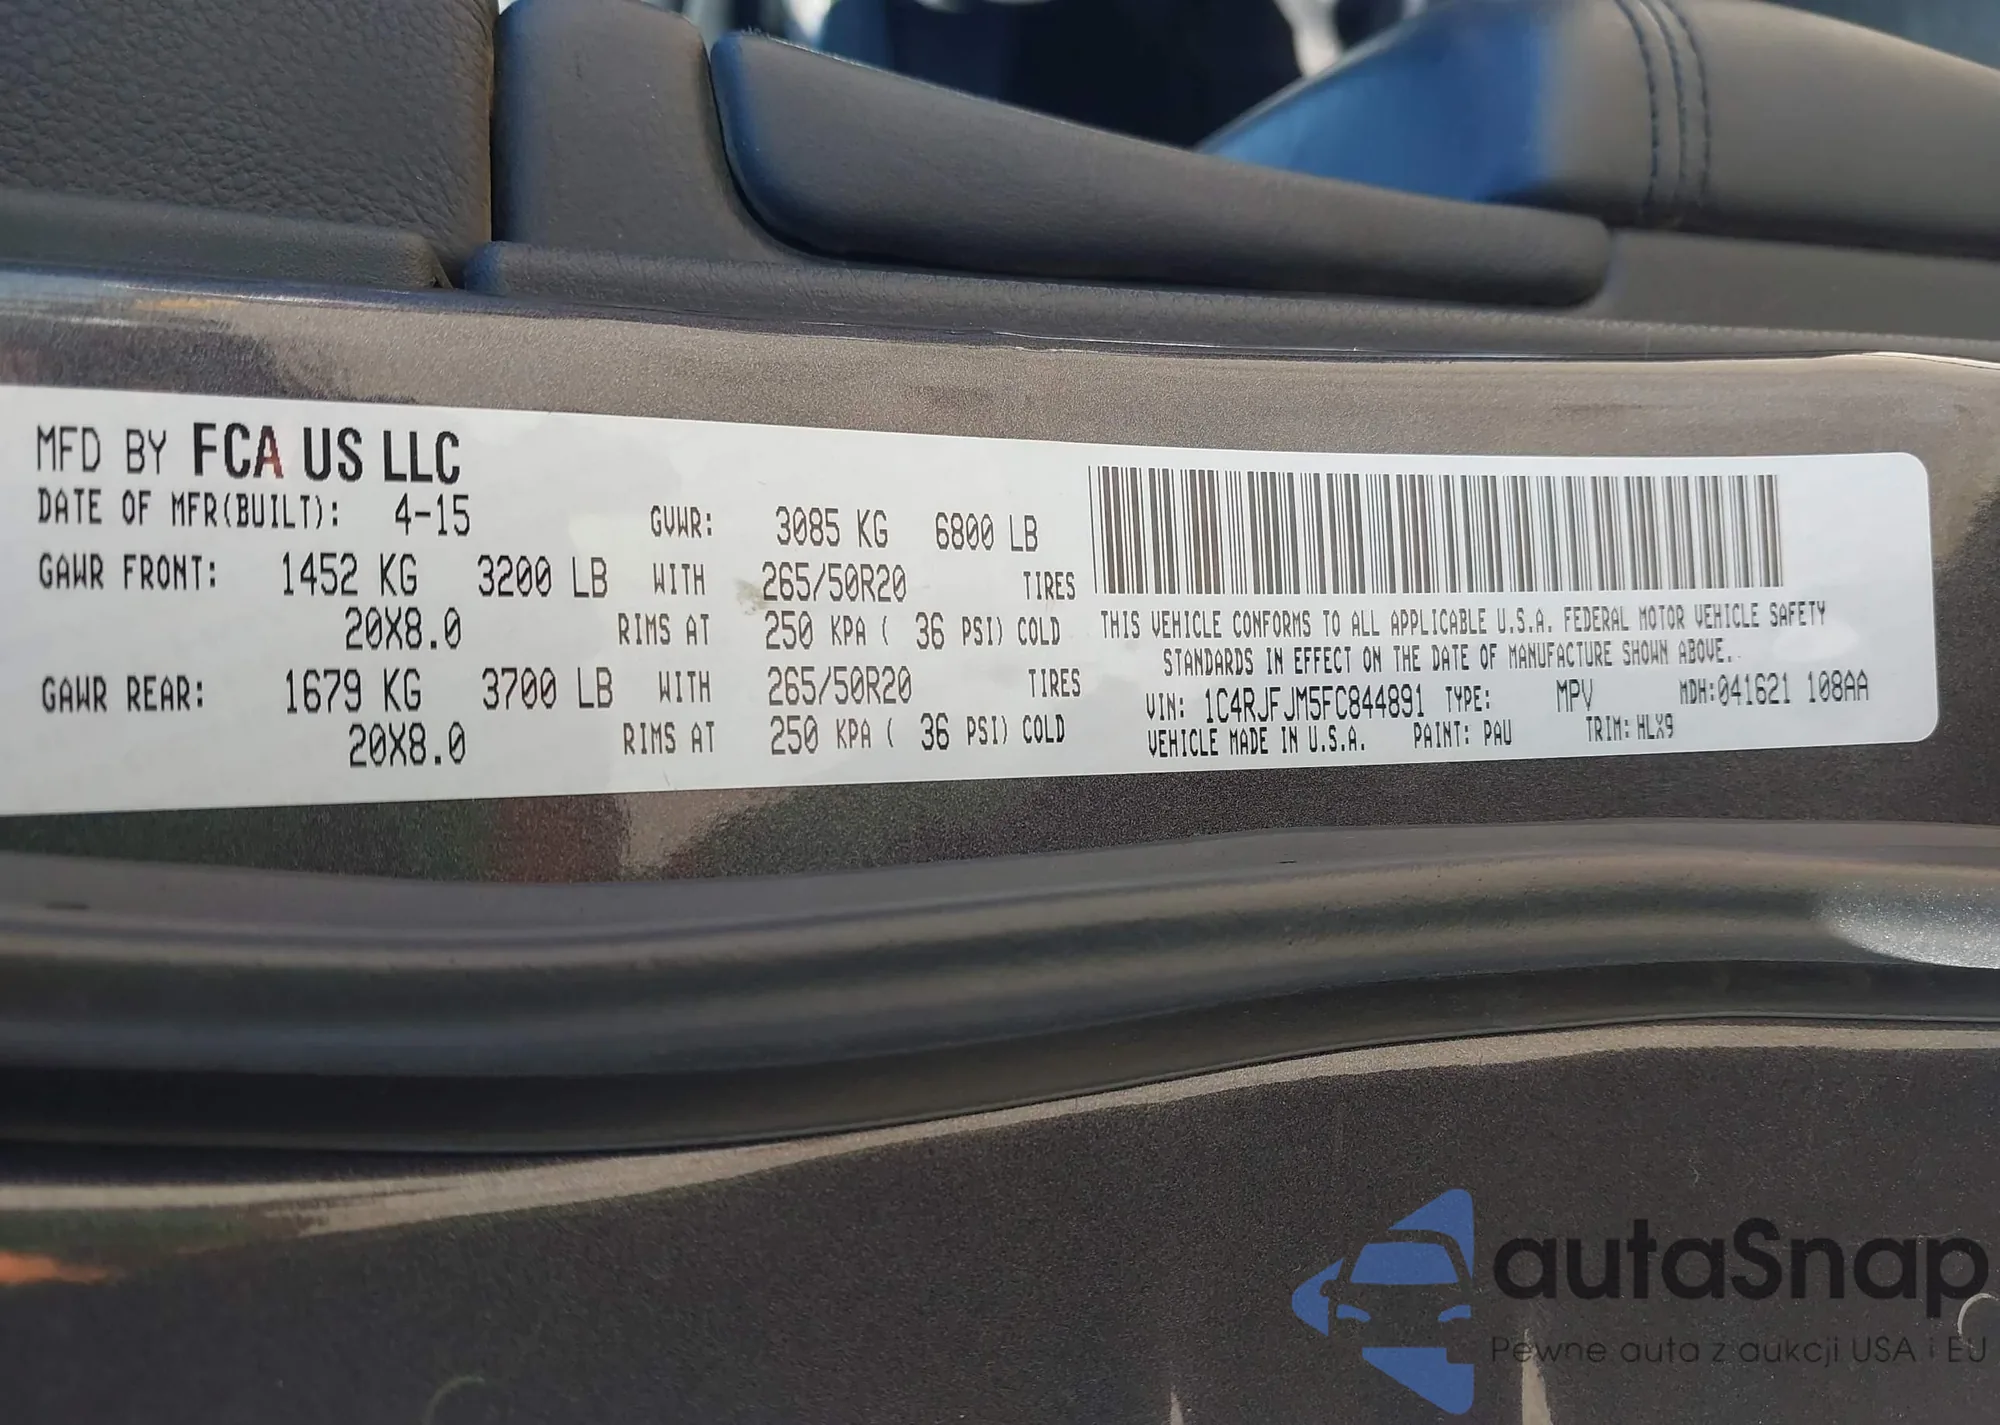 MFD BY FCA US LLC
DATE OF MFR(BUILT): 4-15 GVWR: 3085 KG 6800 LB
GAWR FRONT: 1452 KG 3200 LB WITH 265/50R20 TIRES
20X8.0 RIMS AT 250 KPA ( 36 PSI) COLD
GAWR REAR: 1679 KG 3700 LB WITH 265/50R20 TIRES
20X8.0 RIMS AT 250 KPA ( 36 PSI) COLD
THIS VEHICLE CONFORMS TO ALL APPLICABLE U.S.A. FEDERAL MOTOR VEHICLE SAFETY
STANDARDS IN EFFECT ON THE DATE OF MANUFACTURE SHOWN ABOVE.
VIN: 1C4RJFJM5FC844891 TYPE: MPV MDH:041621 108AA
VEHICLE MADE IN U.S.A. PAINT: PAU TRIM: HLX9
autaSnap
Pewne auta z aukcji USA i EU